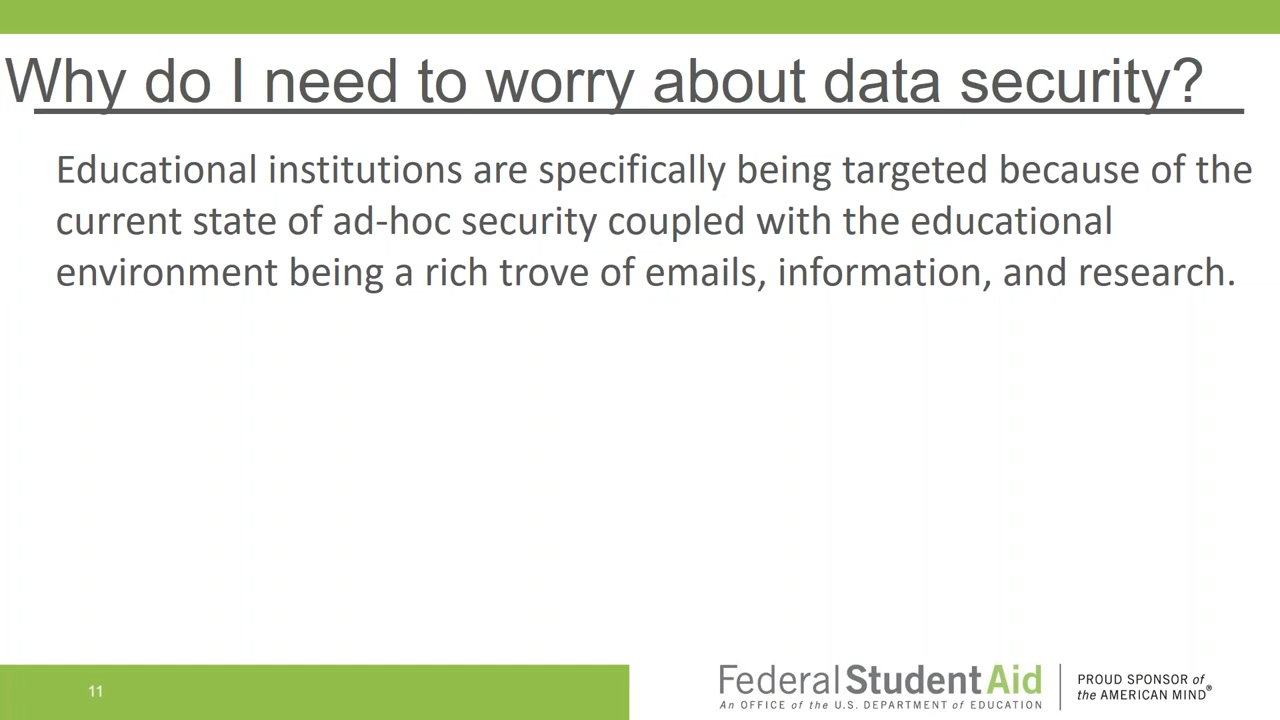 Why do I need to worry about data security?
Educational institutions are specifically being targeted because of the
current state of ad-hoc security coupled with the educational
environment being a rich trove of emails, information, and research.
11
Federal Student Aid
An OFFICE of the U.S. DEPARTMENT of EDUCATION
PROUD SPONSOR of
the AMERICAN MIND®